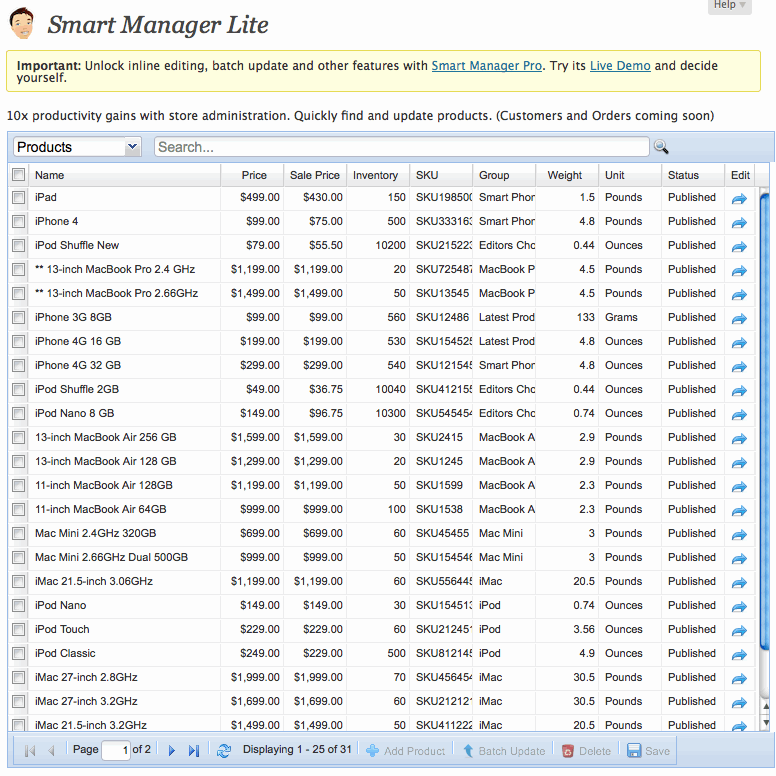 Help
Smart Manager Lite
Important: Unlock inline editing, batch update and other features with Smart Manager Pro. Try its Live Demo and decide
yourself.
10x productivity gains with store administration. Quickly find and update products. (Customers and Orders coming soon)
Products Search...
Name Price Sale Price Inventory SKU Group Weight Unit Status Edit
iPad $499.00 $430.00 150 SKU198500 Smart Phor 1.5 Pounds Published
iPhone 4 $99.00 $75.00 500 SKU333163 Smart Phor 4.8 Pounds Published
iPod Shuffle New $79.00 $55.50 10200 SKU215223 Editors Cho 0.44 Ounces Published
** 13-inch MacBook Pro 2.4 GHz $1,199.00 $1,199.00 20 SKU725487 MacBook P 4.5 Pounds Published
** 13-inch MacBook Pro 2.66GHz $1,499.00 $1,499.00 50 SKU13545 MacBook P 4.5 Pounds Published
iPhone 3G 8GB $99.00 $99.00 560 SKU12486 Latest Prod 133 Grams Published
iPhone 4G 16 GB $199.00 $199.00 530 SKU154525 Latest Prod 4.8 Ounces Published
iPhone 4G 32 GB $299.00 $299.00 540 SKU121545 Smart Phor 4.8 Ounces Published
iPod Shuffle 2GB $49.00 $36.75 10040 SKU412155 Editors Cho 0.44 Ounces Published
iPod Nano 8 GB $149.00 $96.75 10300 SKU545454 Editors Cho 0.74 Ounces Published
13-inch MacBook Air 256 GB $1,599.00 $1,599.00 30 SKU2415 MacBook A 2.9 Pounds Published
13-inch MacBook Air 128 GB $1,299.00 $1,299.00 20 SKU1245 MacBook A 2.9 Pounds Published
11-inch MacBook Air 128GB $1,199.00 $1,199.00 50 SKU1599 MacBook A 2.3 Pounds Published
11-inch MacBook Air 64GB $999.00 $999.00 100 SKU1538 MacBook A 2.3 Pounds Published
Mac Mini 2.4GHz 320GB $699.00 $699.00 60 SKU45455 Mac Mini 3 Pounds Published
Mac Mini 2.66GHz Dual 500GB $999.00 $999.00 50 SKU154546 Mac Mini 3 Pounds Published
iMac 21.5-inch 3.06GHz $1,199.00 $1,199.00 60 SKU556445 iMac 20.5 Pounds Published
iPod Nano $149.00 $149.00 30 SKU154513 iPod 0.74 Ounces Published
iPod Touch $229.00 $229.00 60 SKU212451 iPod 3.56 Ounces Published
iPod Classic $249.00 $229.00 500 SKU812145 iPod 4.9 Ounces Published
iMac 27-inch 2.8GHz $1,999.00 $1,999.00 70 SKU456454 iMac 30.5 Pounds Published
iMac 27-inch 3.2GHz $1,699.00 $1,699.00 60 SKU212121 iMac 30.5 Pounds Published
iMac 21.5-inch 3.2GHz $1,499.00 $1,499.00 50 SKU411222 iMac 20.5 Pounds Published
Page 1 of 2 Displaying 1 - 25 of 31 Add Product Batch Update Delete Save